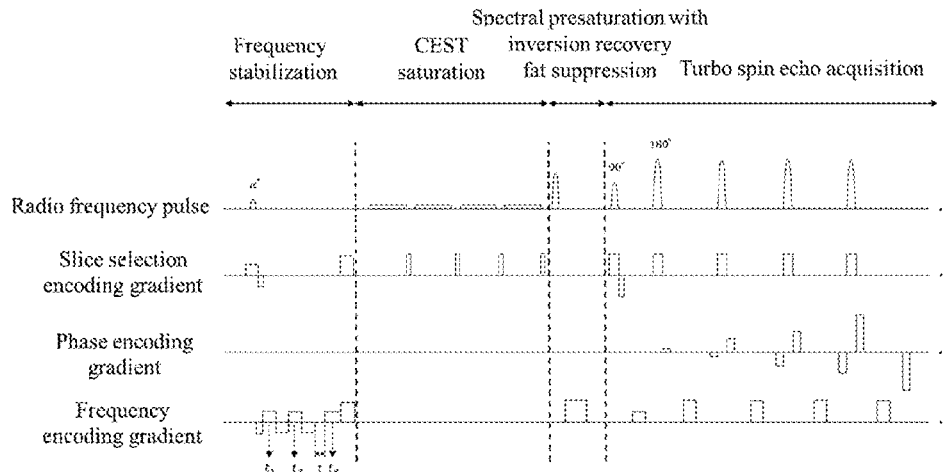 Spectral presaturation with
Frequency CEST inversion recovery
stabilization saturation fat suppression Turbo spin echo acquisition
180°
90°
α°
Radio frequency pulse
Slice selection
encoding gradient
Phase encoding
gradient
Frequency
encoding gradient